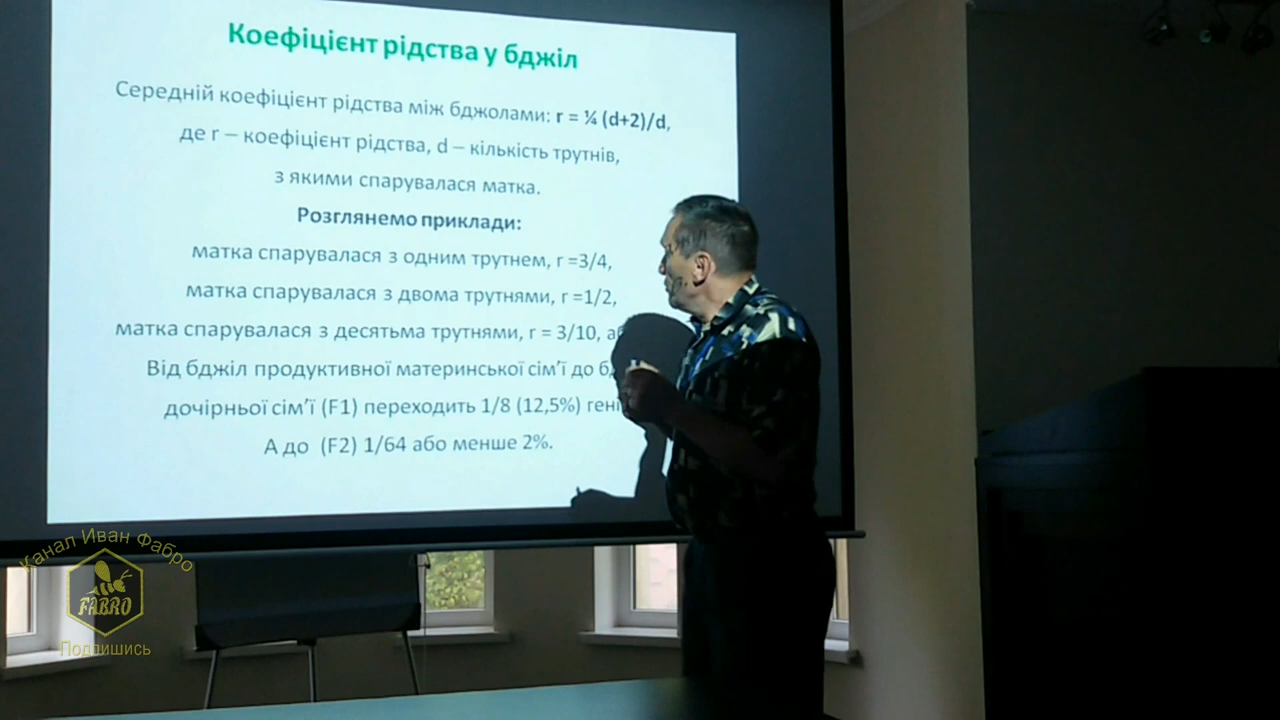 Коефіцієнт рідства у бджіл
Середній коефіцієнт рідства між бджолами: r = ¼ (d+2)/d,
де r – коефіцієнт рідства, d – кількість трутнів,
з якими спарувалася матка.
Розглянемо приклади:
матка спарувалася з одним трутнем, r =3/4,
матка спарувалася з двома трутнями, r =1/2,
матка спарувалася з десятьма трутнями, r = 3/10,
Від бджіл продуктивної материнської сім’ї до
дочірньої сім’ї (F1) переходить 1/8 (12,5%)
А до (F2) 1/64 або менше 2%.
Канал Иван Фабро
FABRO
Подпишись